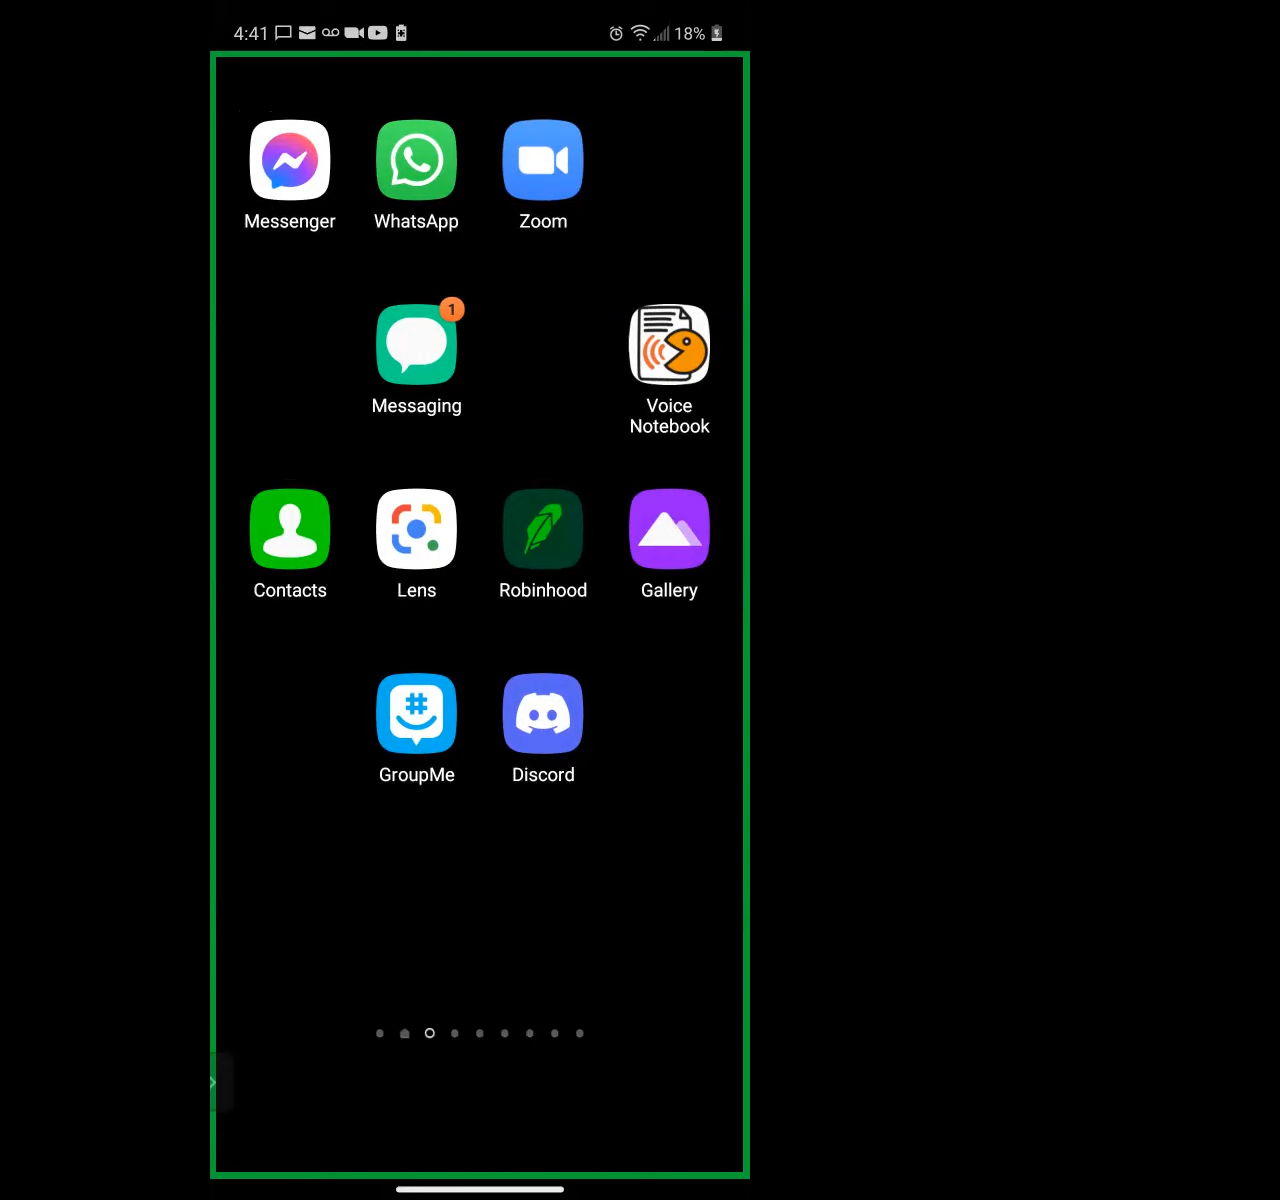 4:41 18%
Messenger WhatsApp Zoom
1
Messaging Voice
Notebook
Contacts Lens Robinhood Gallery
#
GroupMe Discord